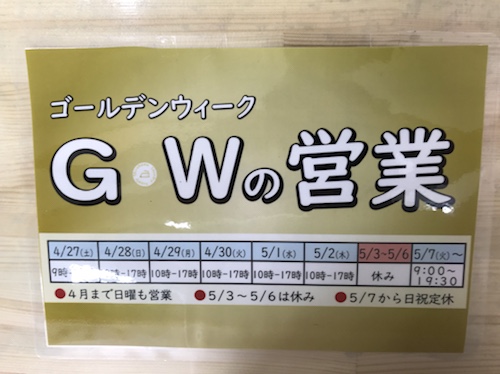 ゴールデンウィーク
G・Wの営業
4/27(土) 4/28(日) 4/29(月) 4/30(火) 5/1(水) 5/2(木) 5/3~5/6 5/7(火)~
9時- 時-17時 10時-17時 10時-17時 10時-17時 10時-17時 休み 9:00~19:30
●4月まで日曜も営業 ●5/3~5/6は休み ●5/7から日祝定休